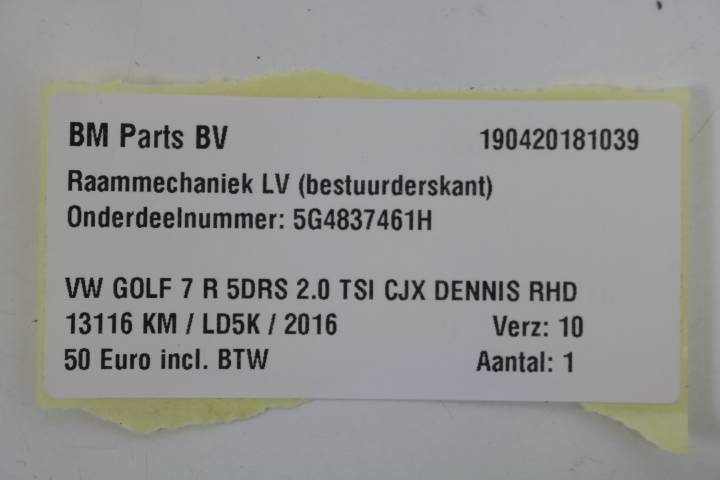 BM Parts BV 190420181039
Raammechaniek LV (bestuurderskant)
Onderdeelnummer: 5G4837461H
VW GOLF 7 R 5DRS 2.0 TSI CJX DENNIS RHD
13116 KM / LD5K / 2016 Verz: 10
50 Euro incl. BTW Aantal: 1